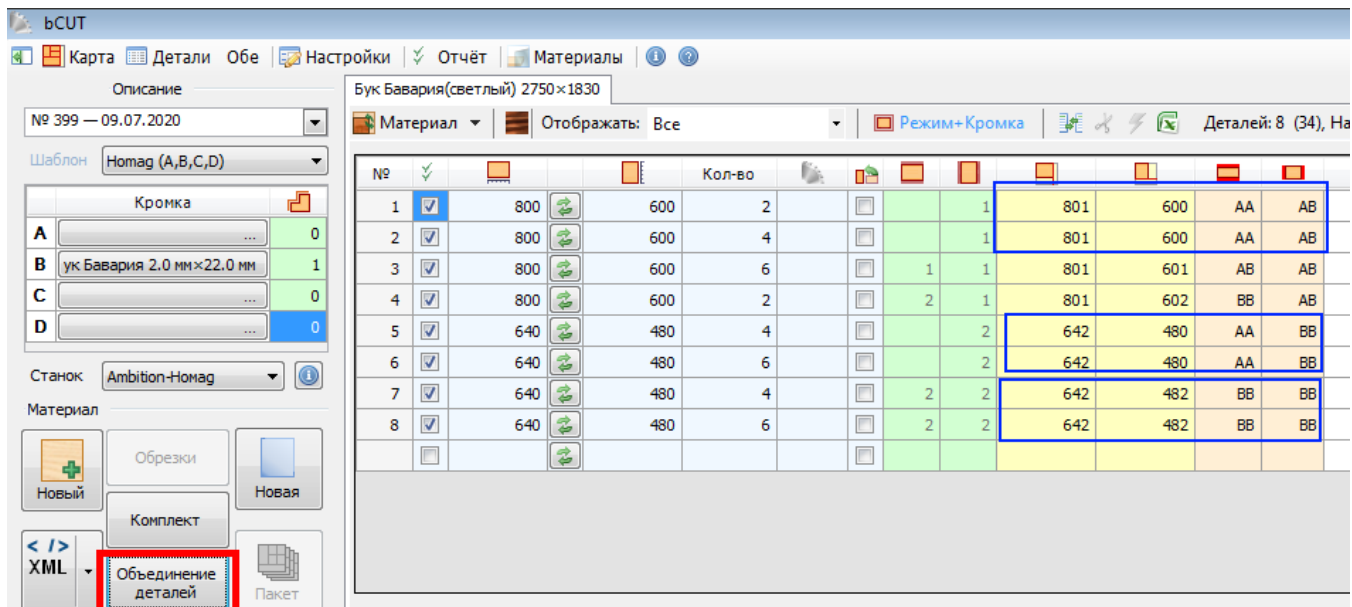 bCUT
Карта Детали Обе Настройки Отчёт Материалы
Описание
№ 399 — 09.07.2020
Шаблон Homag (A,B,C,D)
Кромка
A ... 0
B ук Бавария 2.0 мм×22.0 мм 1
C ... 0
D ... 0
Станок Ambition-Homag
Материал
Новый
Обрезки
Новая
Комплект
< /> XML
Объединение деталей
Пакет
Бук Бавария(светлый) 2750×1830
Материал Отображать: Все Режим+Кромка Деталей: 8 (34), На
№ Кол-во
1 800 600 2 1 801 600 AA AB
2 800 600 4 1 801 600 AA AB
3 800 600 6 1 1 801 601 AB AB
4 800 600 2 2 1 801 602 BB AB
5 640 480 4 2 642 480 AA BB
6 640 480 6 2 642 480 AA BB
7 640 480 4 2 2 642 482 BB BB
8 640 480 6 2 2 642 482 BB BB